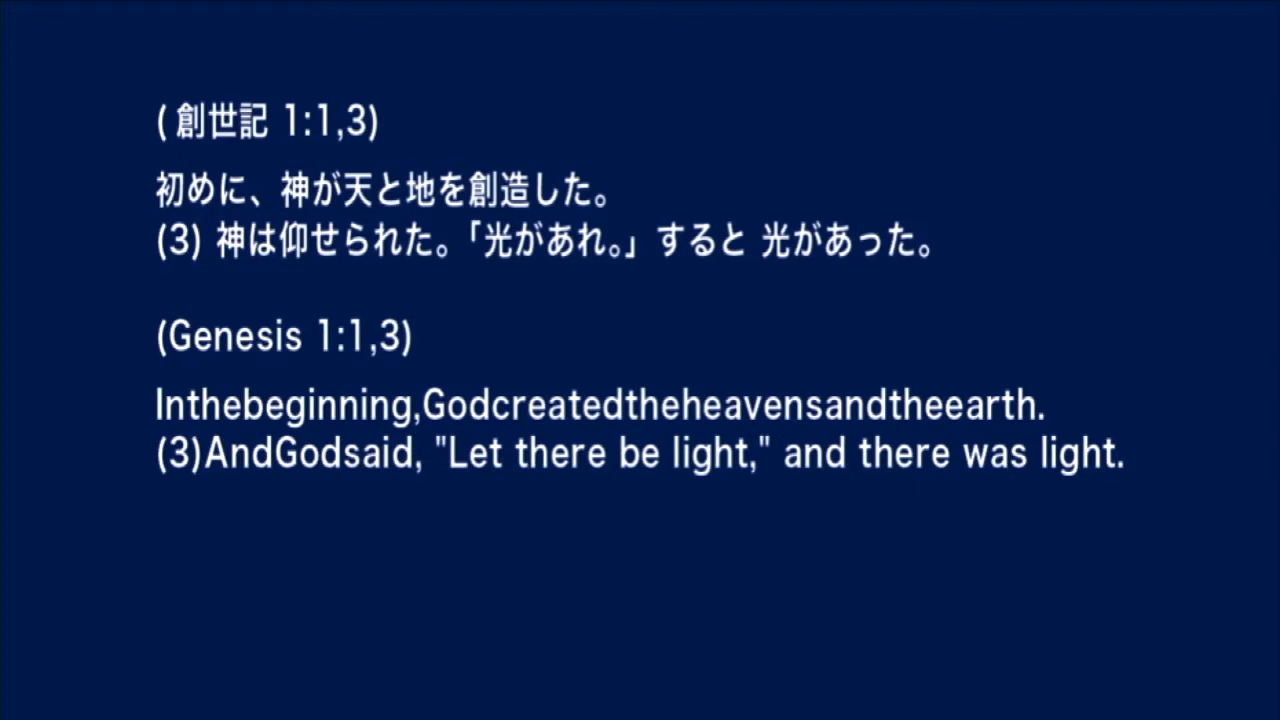 ( 創世記 1:1,3)
初めに、神が天と地を創造した。
(3) 神は仰せられた。「光があれ。」 すると 光があった。
(Genesis 1:1,3)
Inthebeginning,Godcreatedtheheavensandtheearth.
(3)AndGodsaid, "Let there be light," and there was light.